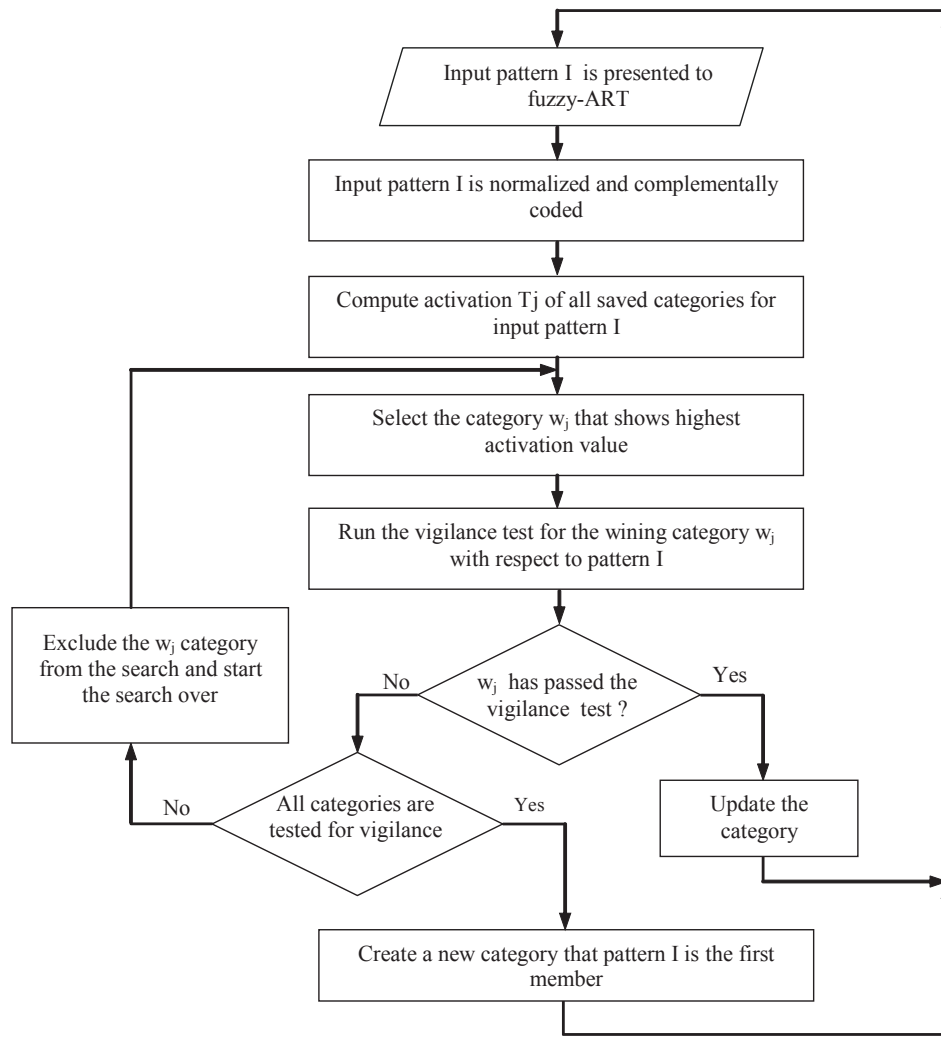 Input pattern I is presented to
fuzzy-ART
Input pattern I is normalized and complementally
coded
Compute activation Tj of all saved categories for
input pattern I
Select the category wj that shows highest
activation value
Run the vigilance test for the wining category wj
with respect to pattern I
Exclude the wj category
from the search and start
the search over
No
wj has passed the
vigilance test ?
Yes
No
All categories are
tested for vigilance
Yes
Update the
category
Create a new category that pattern I is the first
member